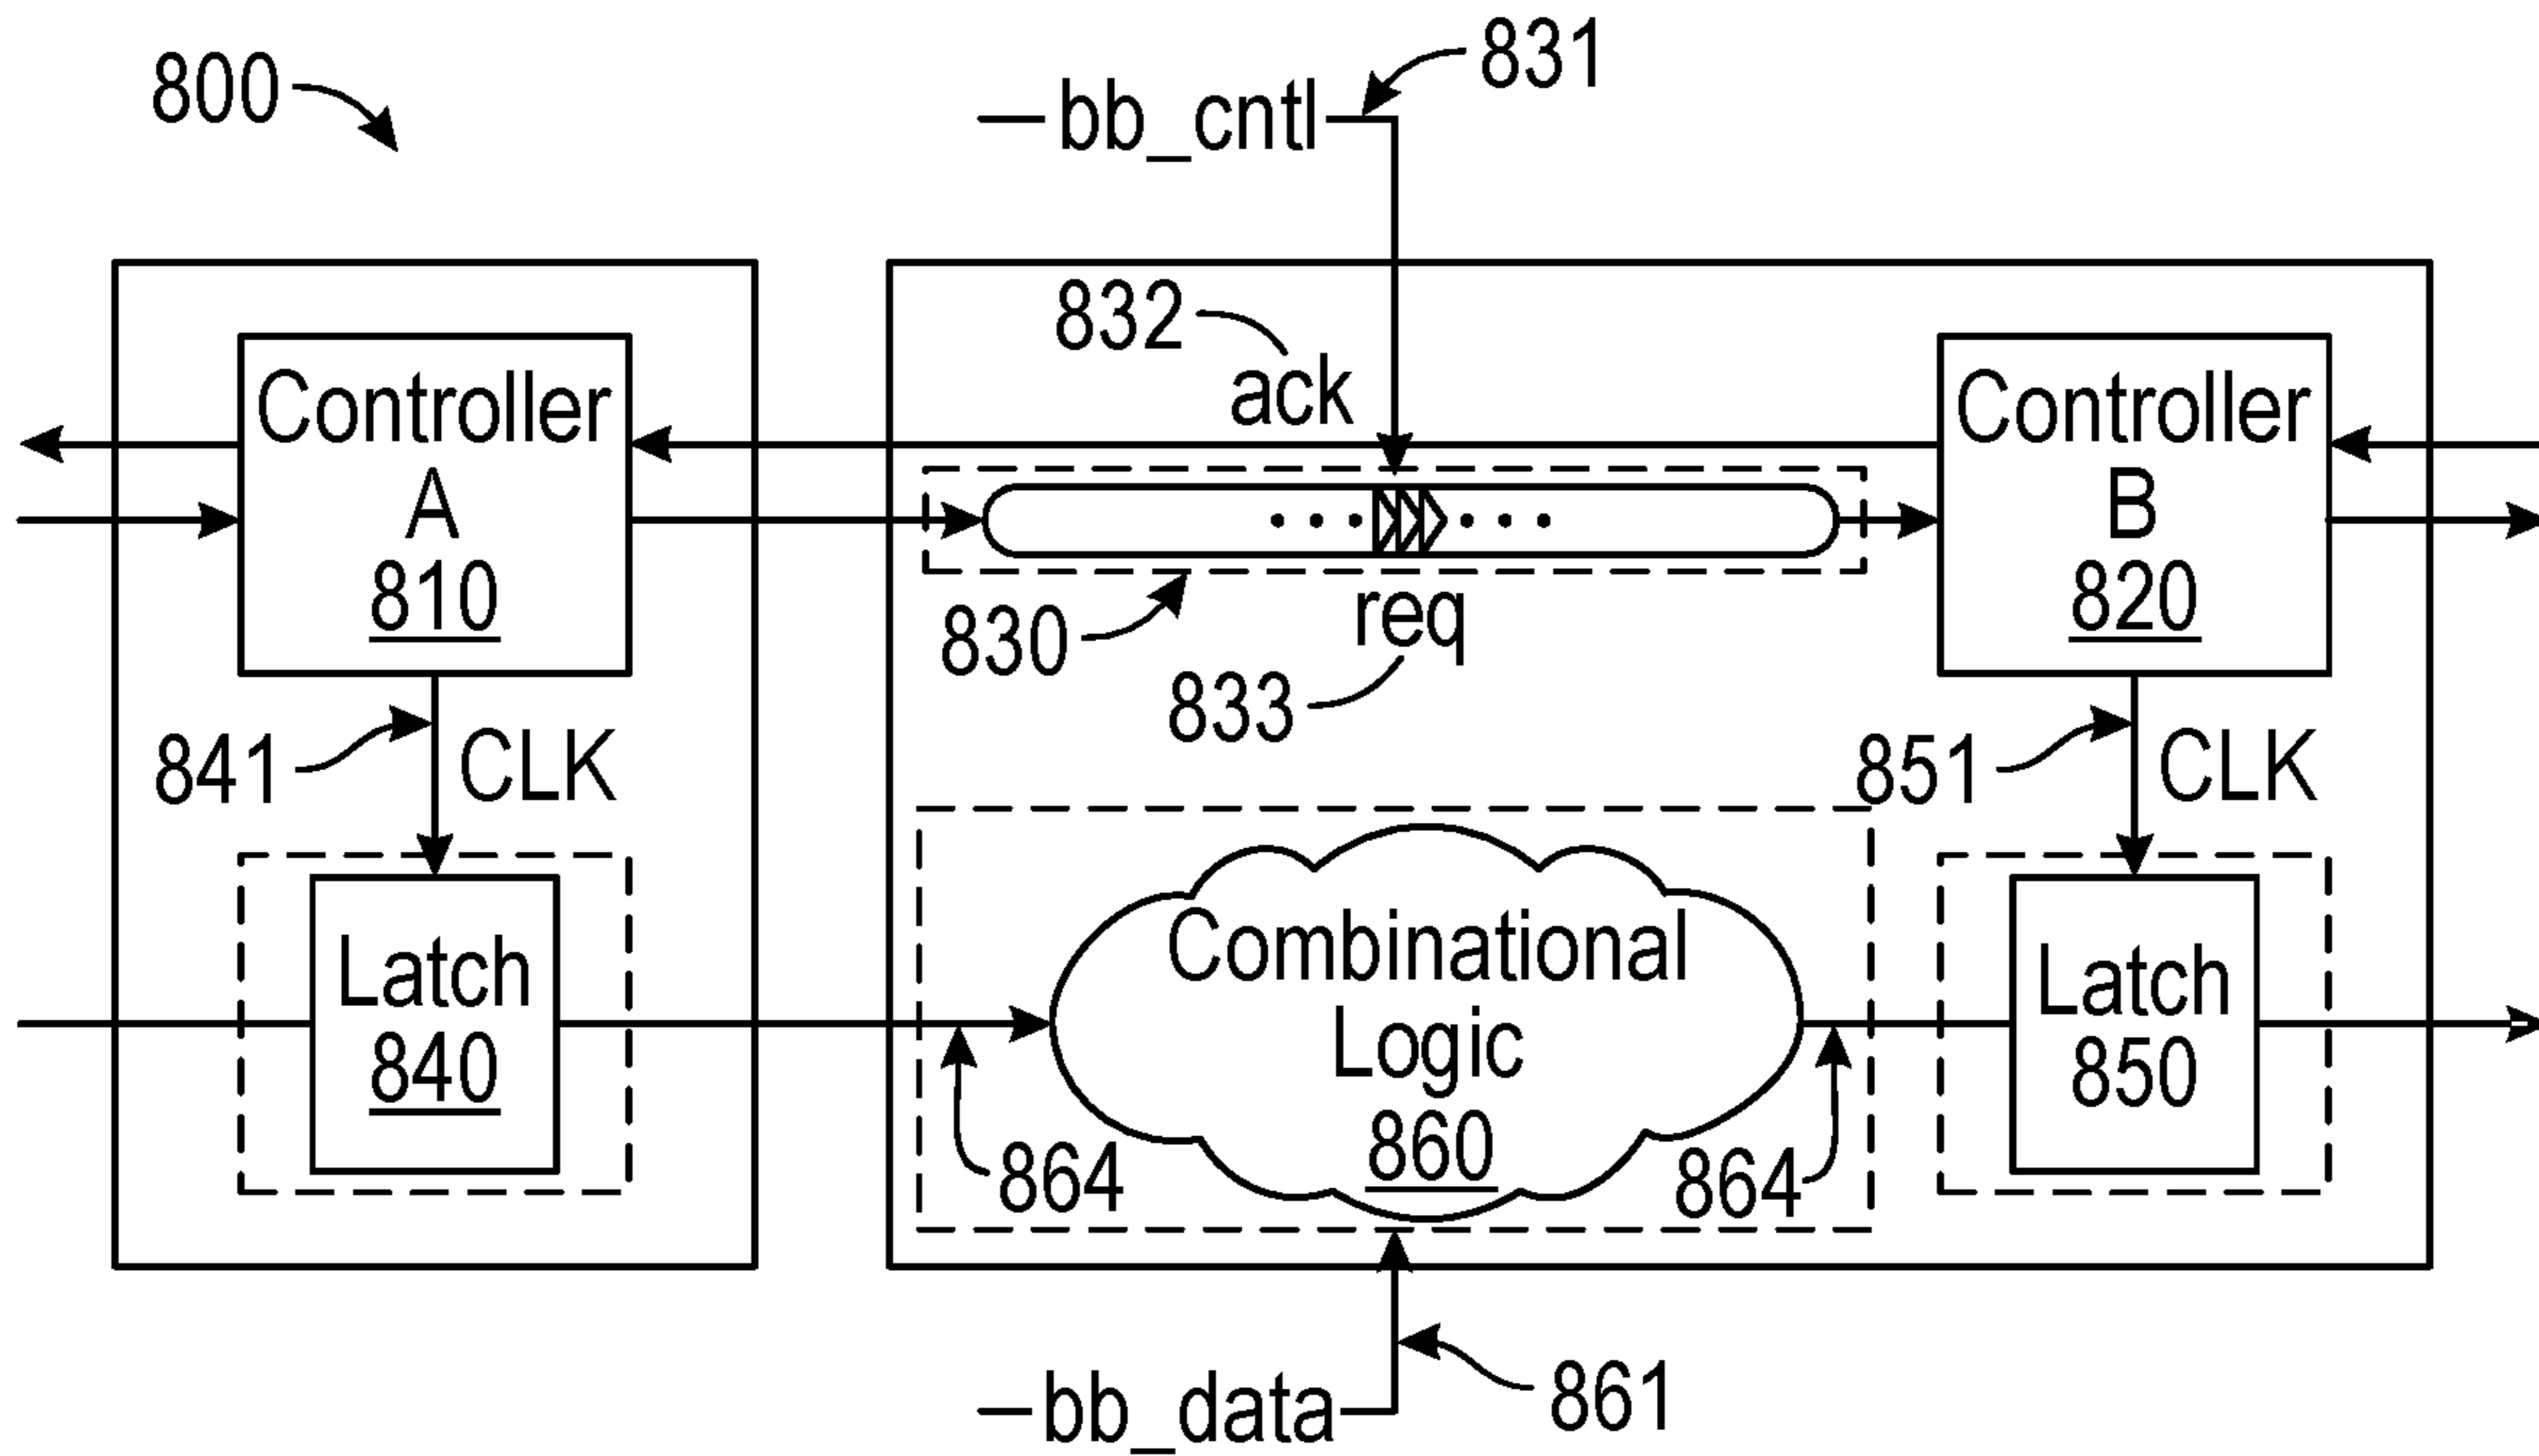 800
831
bb_cntl
832
ack
Controller
A
810
Controller
B
820
830
req
833
841
CLK
851
CLK
Latch
840
Combinational
Logic
860
864
864
Latch
850
bb_data
861